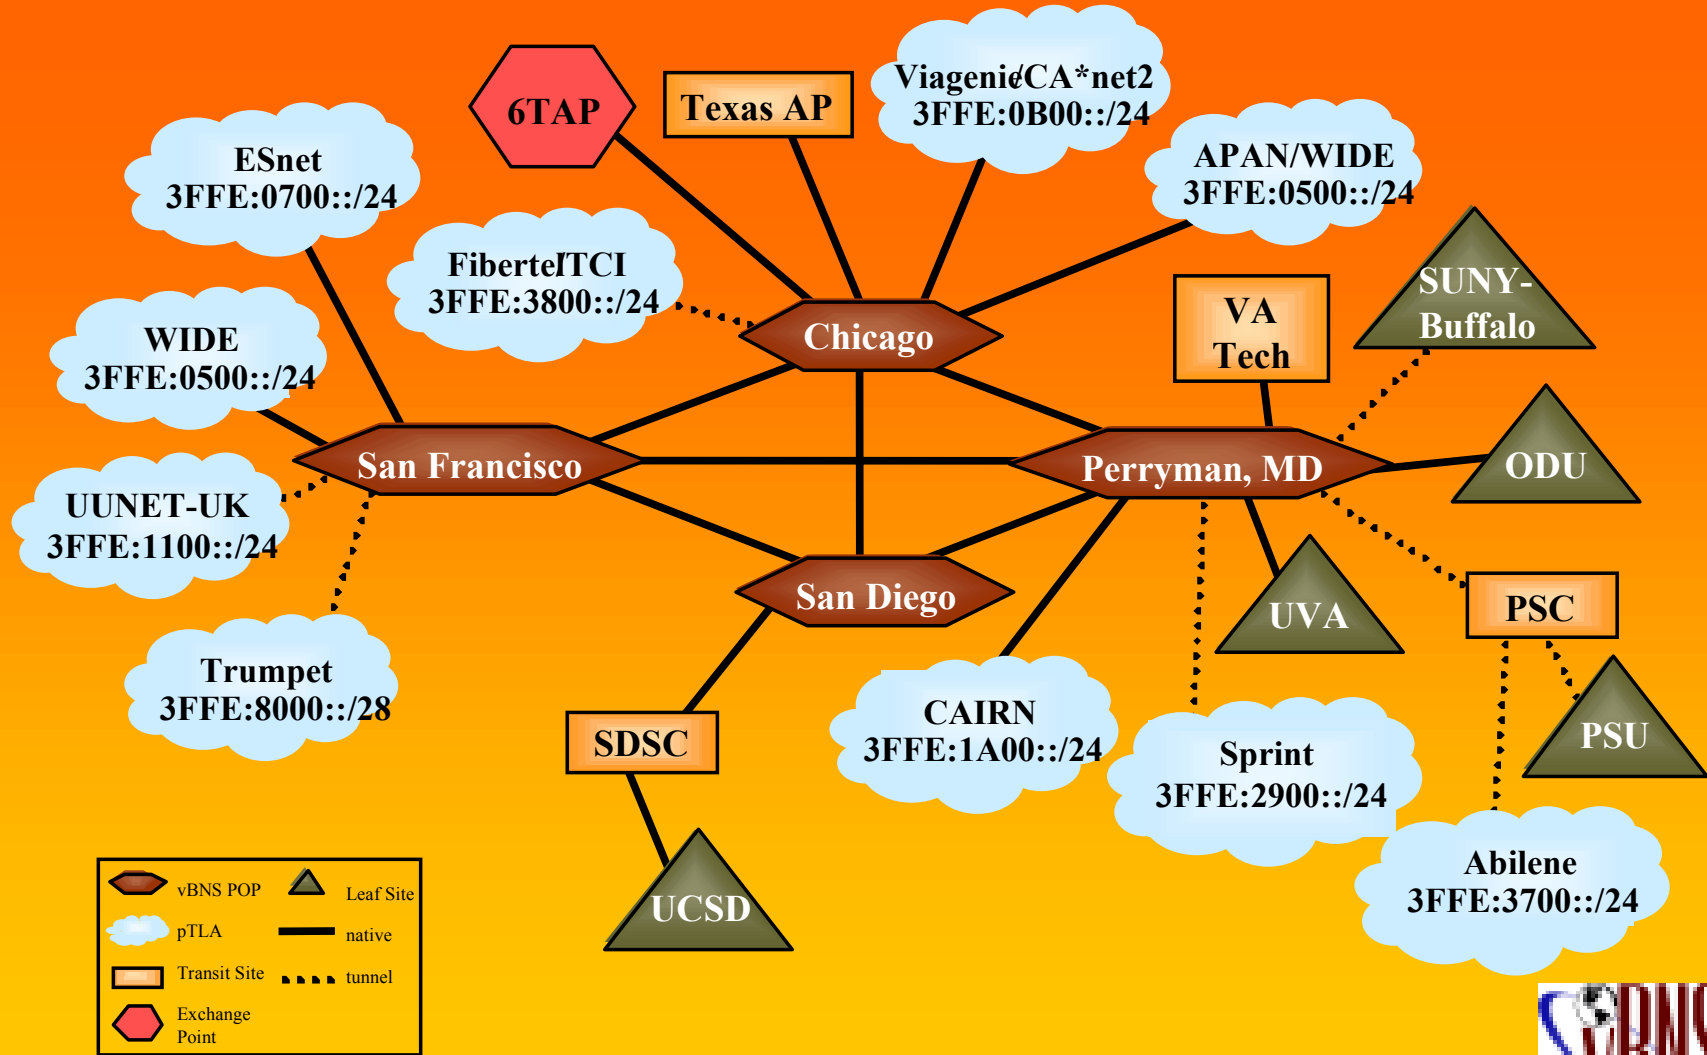 6TAP
Texas AP
Viagenie/CA*net2
3FFE:0B00::/24
ESnet
3FFE:0700::/24
APAN/WIDE
3FFE:0500::/24
Fibertel/TCI
3FFE:3800::/24
SUNY-
Buffalo
VA
Tech
Chicago
WIDE
3FFE:0500::/24
San Francisco
Perryman, MD
ODU
UUNET-UK
3FFE:1100::/24
San Diego
UVA
PSC
Trumpet
3FFE:8000::/28
SDSC
CAIRN
3FFE:1A00::/24
Sprint
3FFE:2900::/24
PSU
UCSD
Abilene
3FFE:3700::/24
vBNS POP
Leaf Site
pTLA
native
Transit Site
tunnel
Exchange
Point